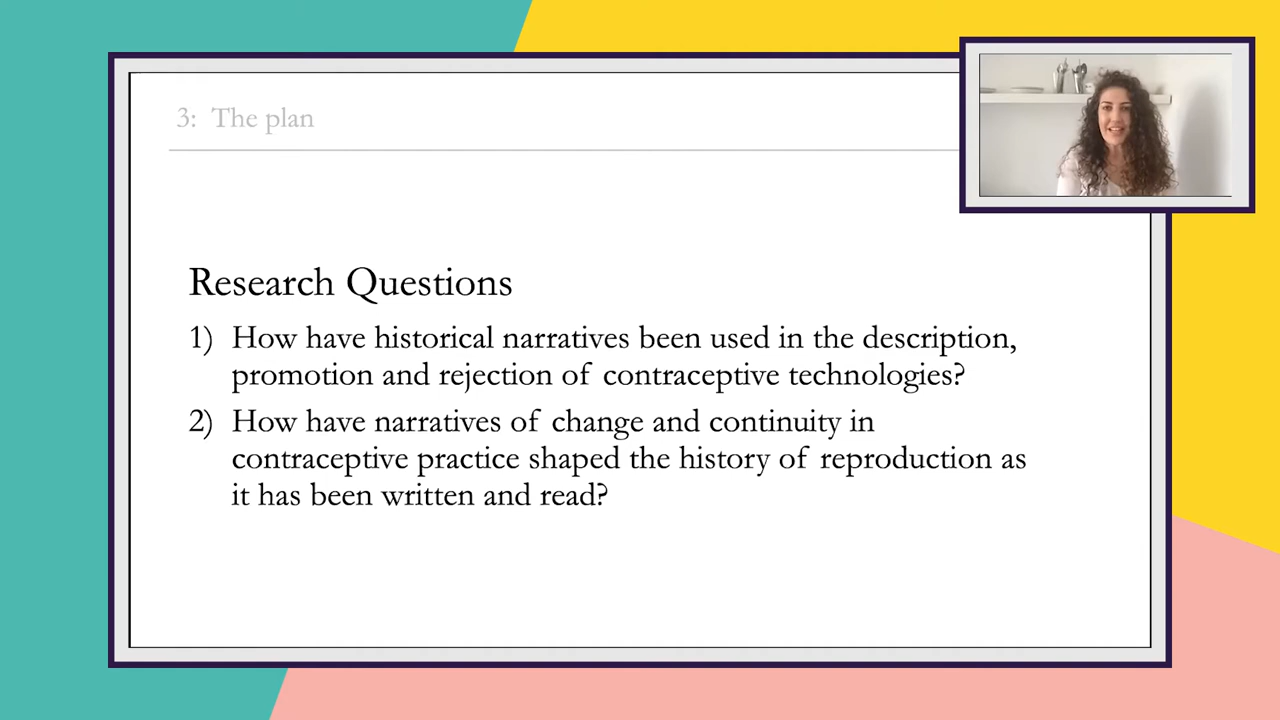 3: The plan
Research Questions
1) How have historical narratives been used in the description,
promotion and rejection of contraceptive technologies?
2) How have narratives of change and continuity in
contraceptive practice shaped the history of reproduction as
it has been written and read?